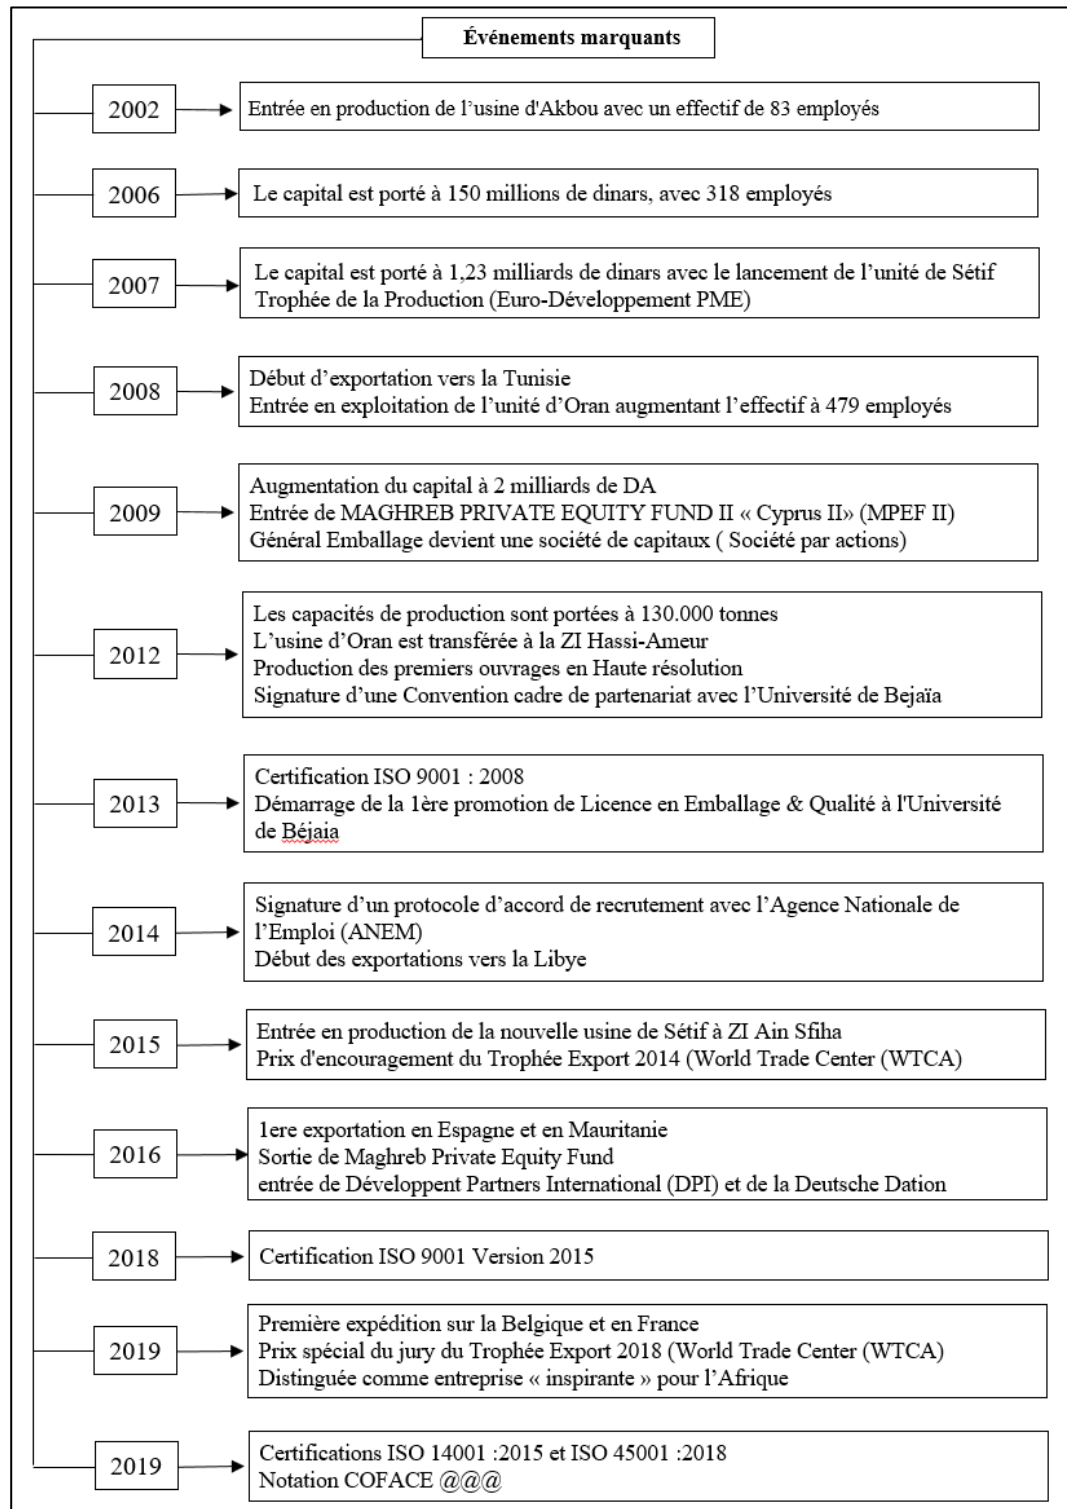 Événements marquants
2002
Entrée en production de l’usine d'Akbou avec un effectif de 83 employés
2006
Le capital est porté à 150 millions de dinars, avec 318 employés
2007
Le capital est porté à 1,23 milliards de dinars avec le lancement de l’unité de Sétif
Trophée de la Production (Euro-Développement PME)
2008
Début d’exportation vers la Tunisie
Entrée en exploitation de l’unité d’Oran augmentant l’effectif à 479 employés
2009
Augmentation du capital à 2 milliards de DA
Entrée de MAGHREB PRIVATE EQUITY FUND II « Cyprus II» (MPEF II)
Général Emballage devient une société de capitaux ( Société par actions)
2012
Les capacités de production sont portées à 130.000 tonnes
L’usine d’Oran est transférée à la ZI Hassi-Ameur
Production des premiers ouvrages en Haute résolution
Signature d’une Convention cadre de partenariat avec l’Université de Bejaïa
2013
Certification ISO 9001 : 2008
Démarrage de la 1ère promotion de Licence en Emballage & Qualité à l'Université
de Béjaia
2014
Signature d’un protocole d’accord de recrutement avec l’Agence Nationale de
l’Emploi (ANEM)
Début des exportations vers la Libye
2015
Entrée en production de la nouvelle usine de Sétif à ZI Ain Sfiha
Prix d'encouragement du Trophée Export 2014 (World Trade Center (WTCA)
2016
1ere exportation en Espagne et en Mauritanie
Sortie de Maghreb Private Equity Fund
entrée de Développent Partners International (DPI) et de la Deutsche Dation
2018
Certification ISO 9001 Version 2015
2019
Première expédition sur la Belgique et en France
Prix spécial du jury du Trophée Export 2018 (World Trade Center (WTCA)
Distinguée comme entreprise « inspirante » pour l’Afrique
2019
Certifications ISO 14001 :2015 et ISO 45001 :2018
Notation COFACE @@@